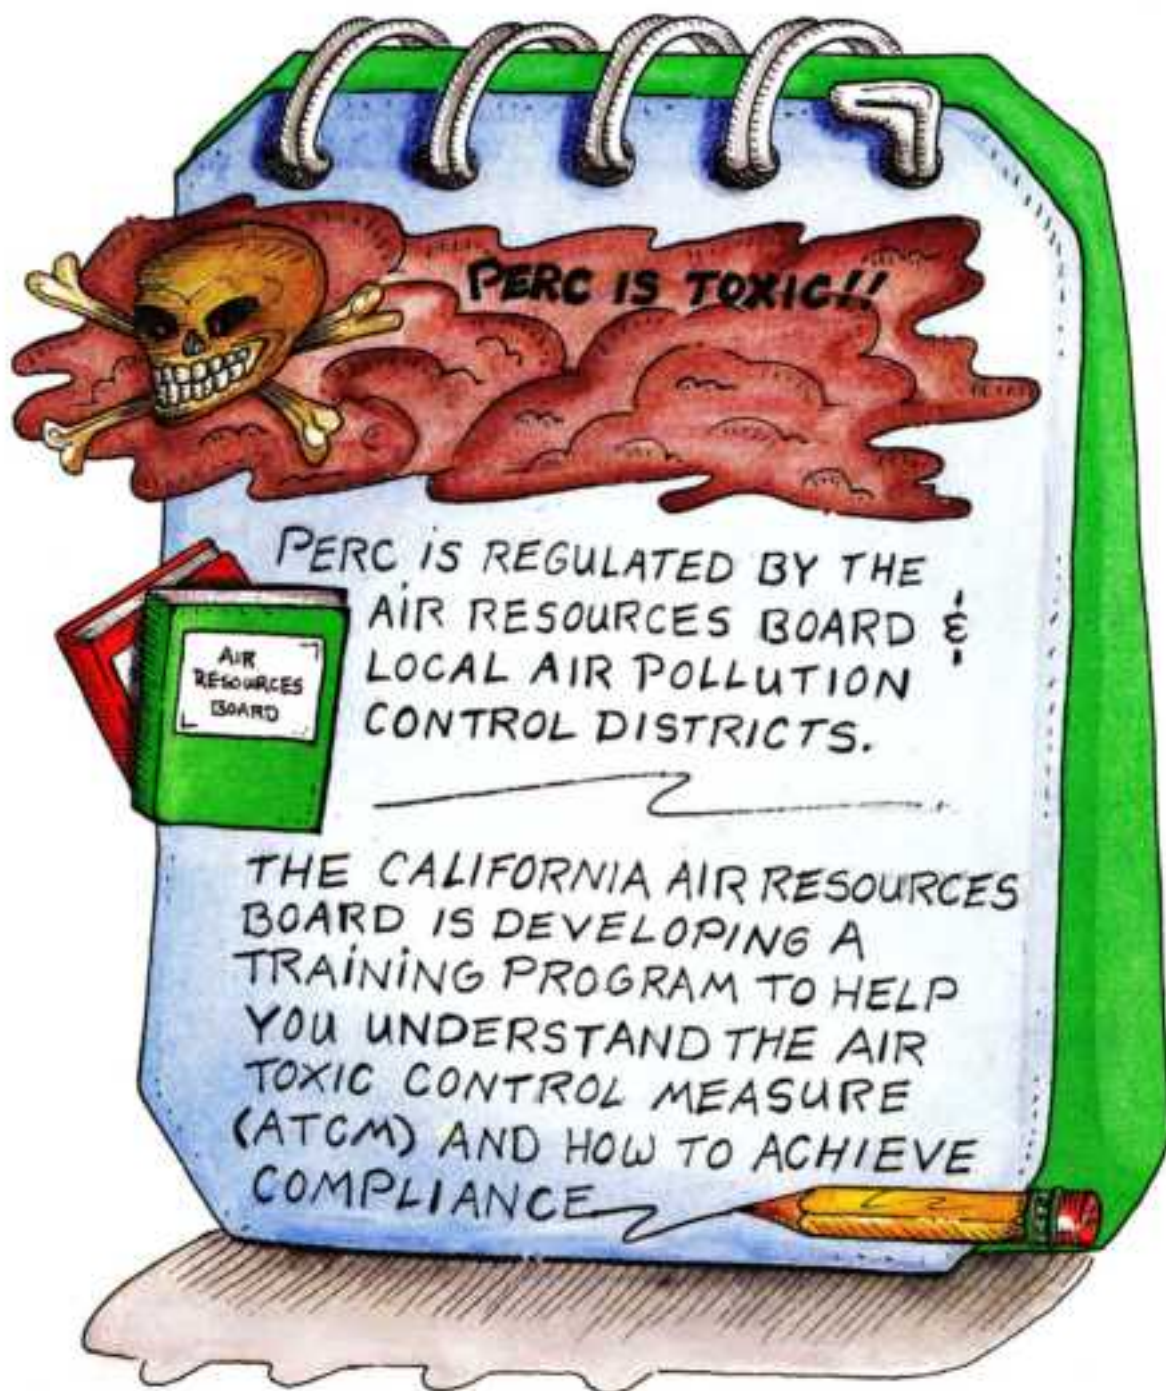 PERC IS TOXIC!!
PERC IS REGULATED BY THE
AIR RESOURCES BOARD &
LOCAL AIR POLLUTION
CONTROL DISTRICTS.
AIR
RESOURCES
BOARD
THE CALIFORNIA AIR RESOURCES
BOARD IS DEVELOPING A
TRAINING PROGRAM TO HELP
YOU UNDERSTAND THE AIR
TOXIC CONTROL MEASURE
(ATCM) AND HOW TO ACHIEVE
COMPLIANCE